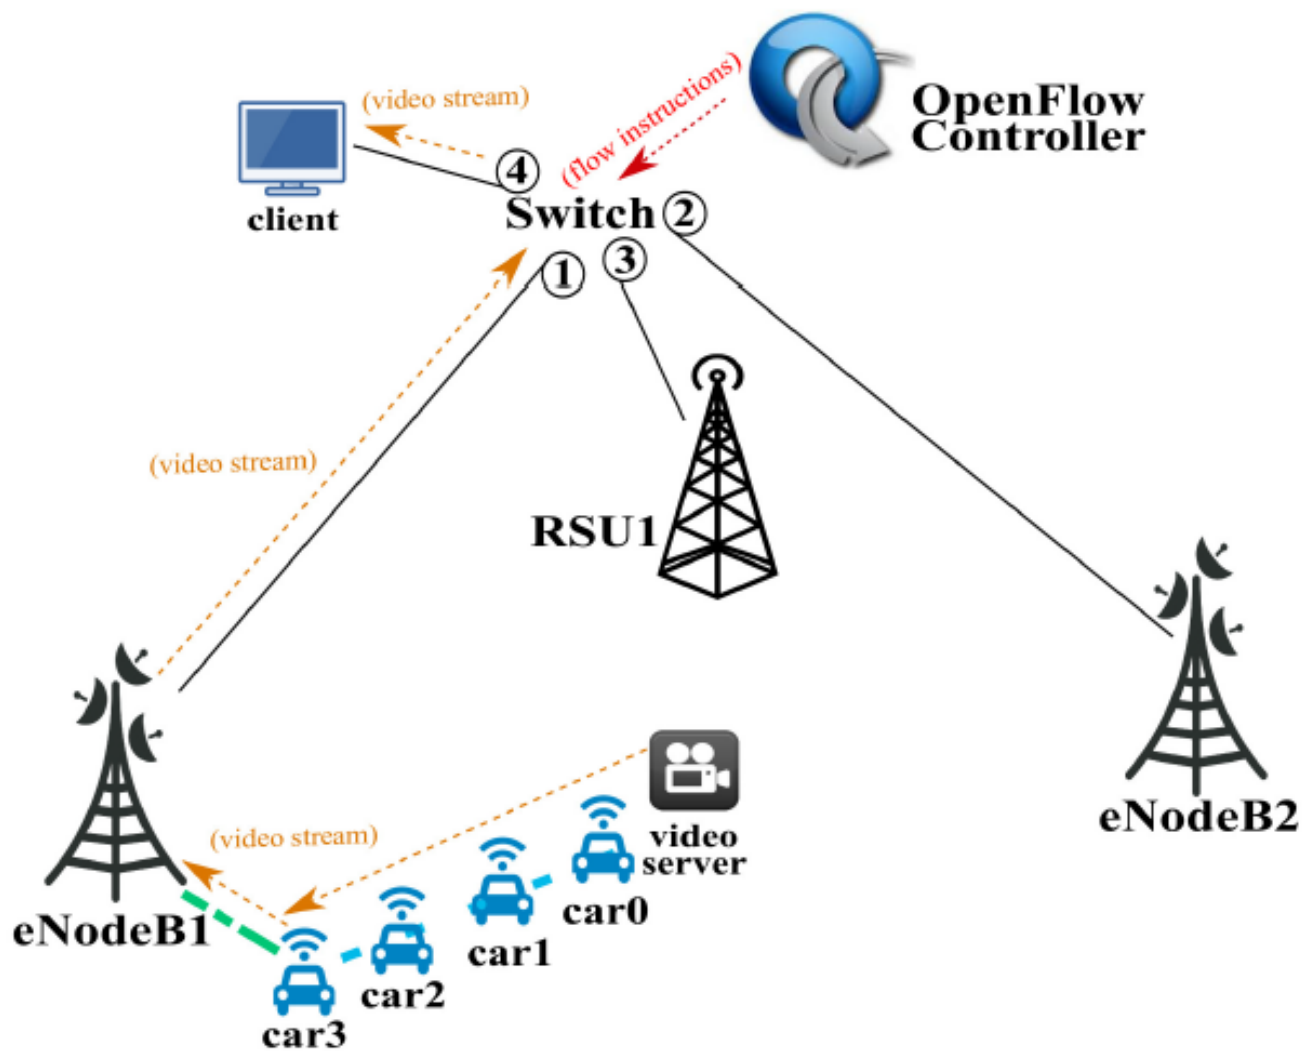 (video stream)
(flow instructions)
OpenFlow
Controller
client
4
Switch
2
3
1
(video stream)
RSU1
eNodeB2
(video stream)
video
server
eNodeB1
car0
car1
car2
car3